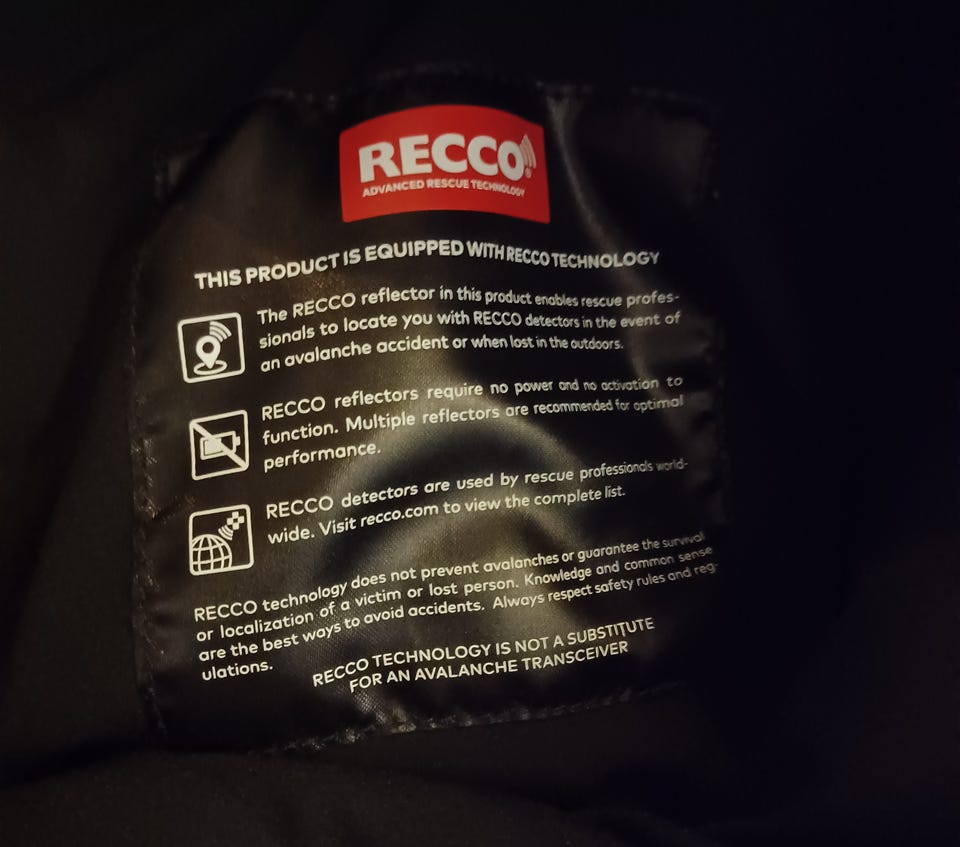 RECCO®
ADVANCED RESCUE TECHNOLOGY
THIS PRODUCT IS EQUIPPED WITH RECCO TECHNOLOGY
The RECCO reflector in this product enables rescue profes-
sionals to locate you with RECCO detectors in the event of
an avalanche accident or when lost in the outdoors.
RECCO reflectors require no power and no activation to
function. Multiple reflectors are recommended for optimal
performance.
RECCO detectors are used by rescue professionals world-
wide. Visit recco.com to view the complete list.
RECCO technology does not prevent avalanches or guarantee the survival
or localization of a victim or lost person. Knowledge and common sense
are the best ways to avoid accidents. Always respect safety rules and reg-
ulations.
RECCO TECHNOLOGY IS NOT A SUBSTITUTE
FOR AN AVALANCHE TRANSCEIVER